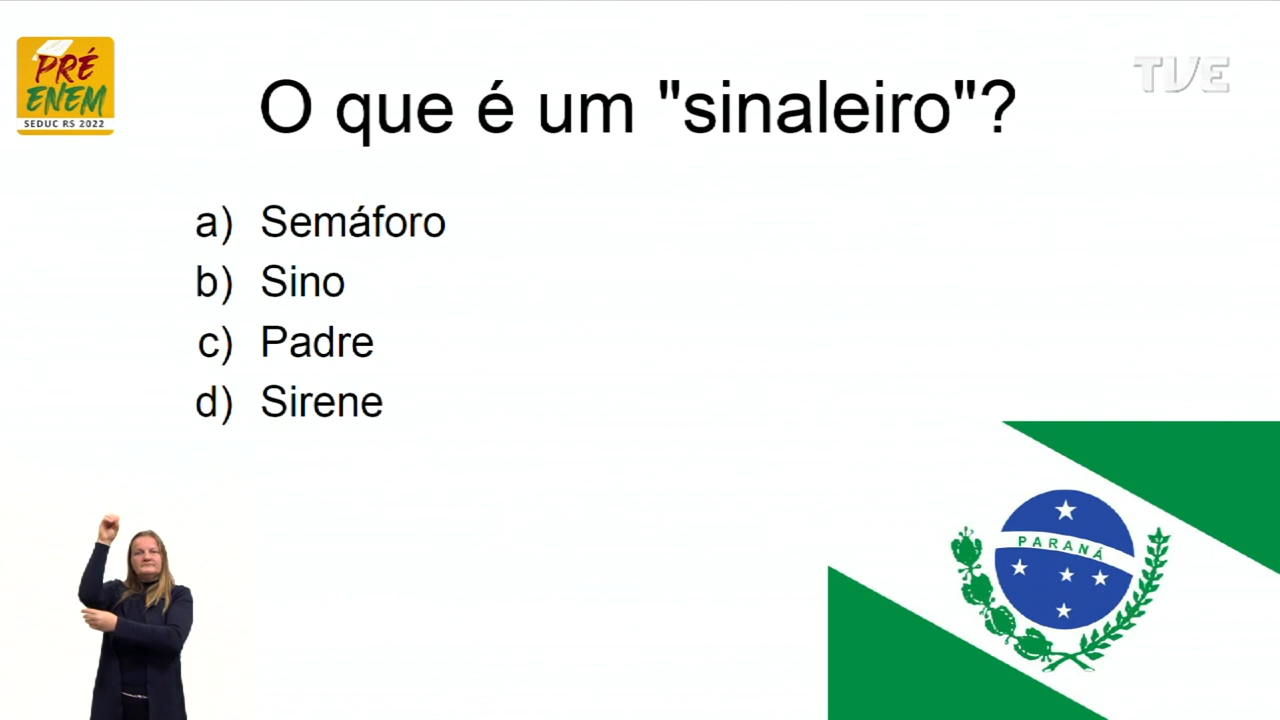 PRÉ
ENEM
SEDUC RS 2022
TVE
O que é um "sinaleiro"?
a) Semáforo
b) Sino
c) Padre
d) Sirene
PARANÁ